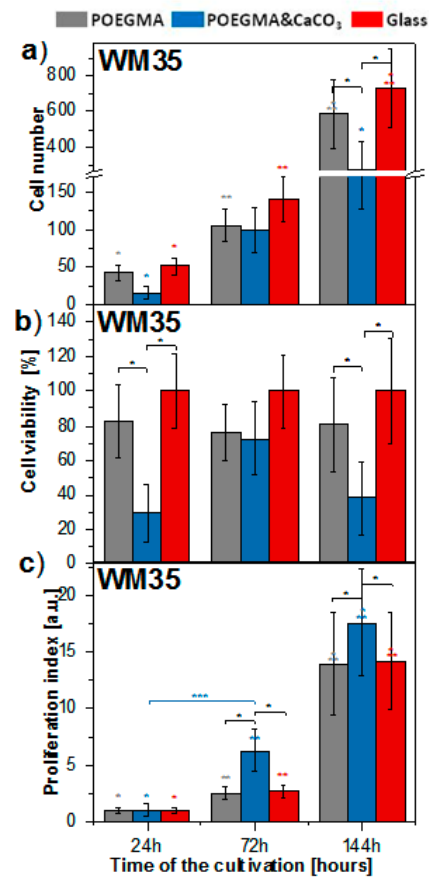 POEGMA POEGMA&CaCO₃ Glass
a) WM35
Cell number
800
600
400
150
100
50
0
* * *
** **
* *
** * **
b) WM35
Cell viability [%]
140
120
100
80
60
40
20
0
* *
* *
c) WM35
Proliferation index [a.u.]
20
15
10
5
0
***
* *
* *
* * *
** ** **
** ** **
24h 72h 144h
Time of the cultivation [hours]